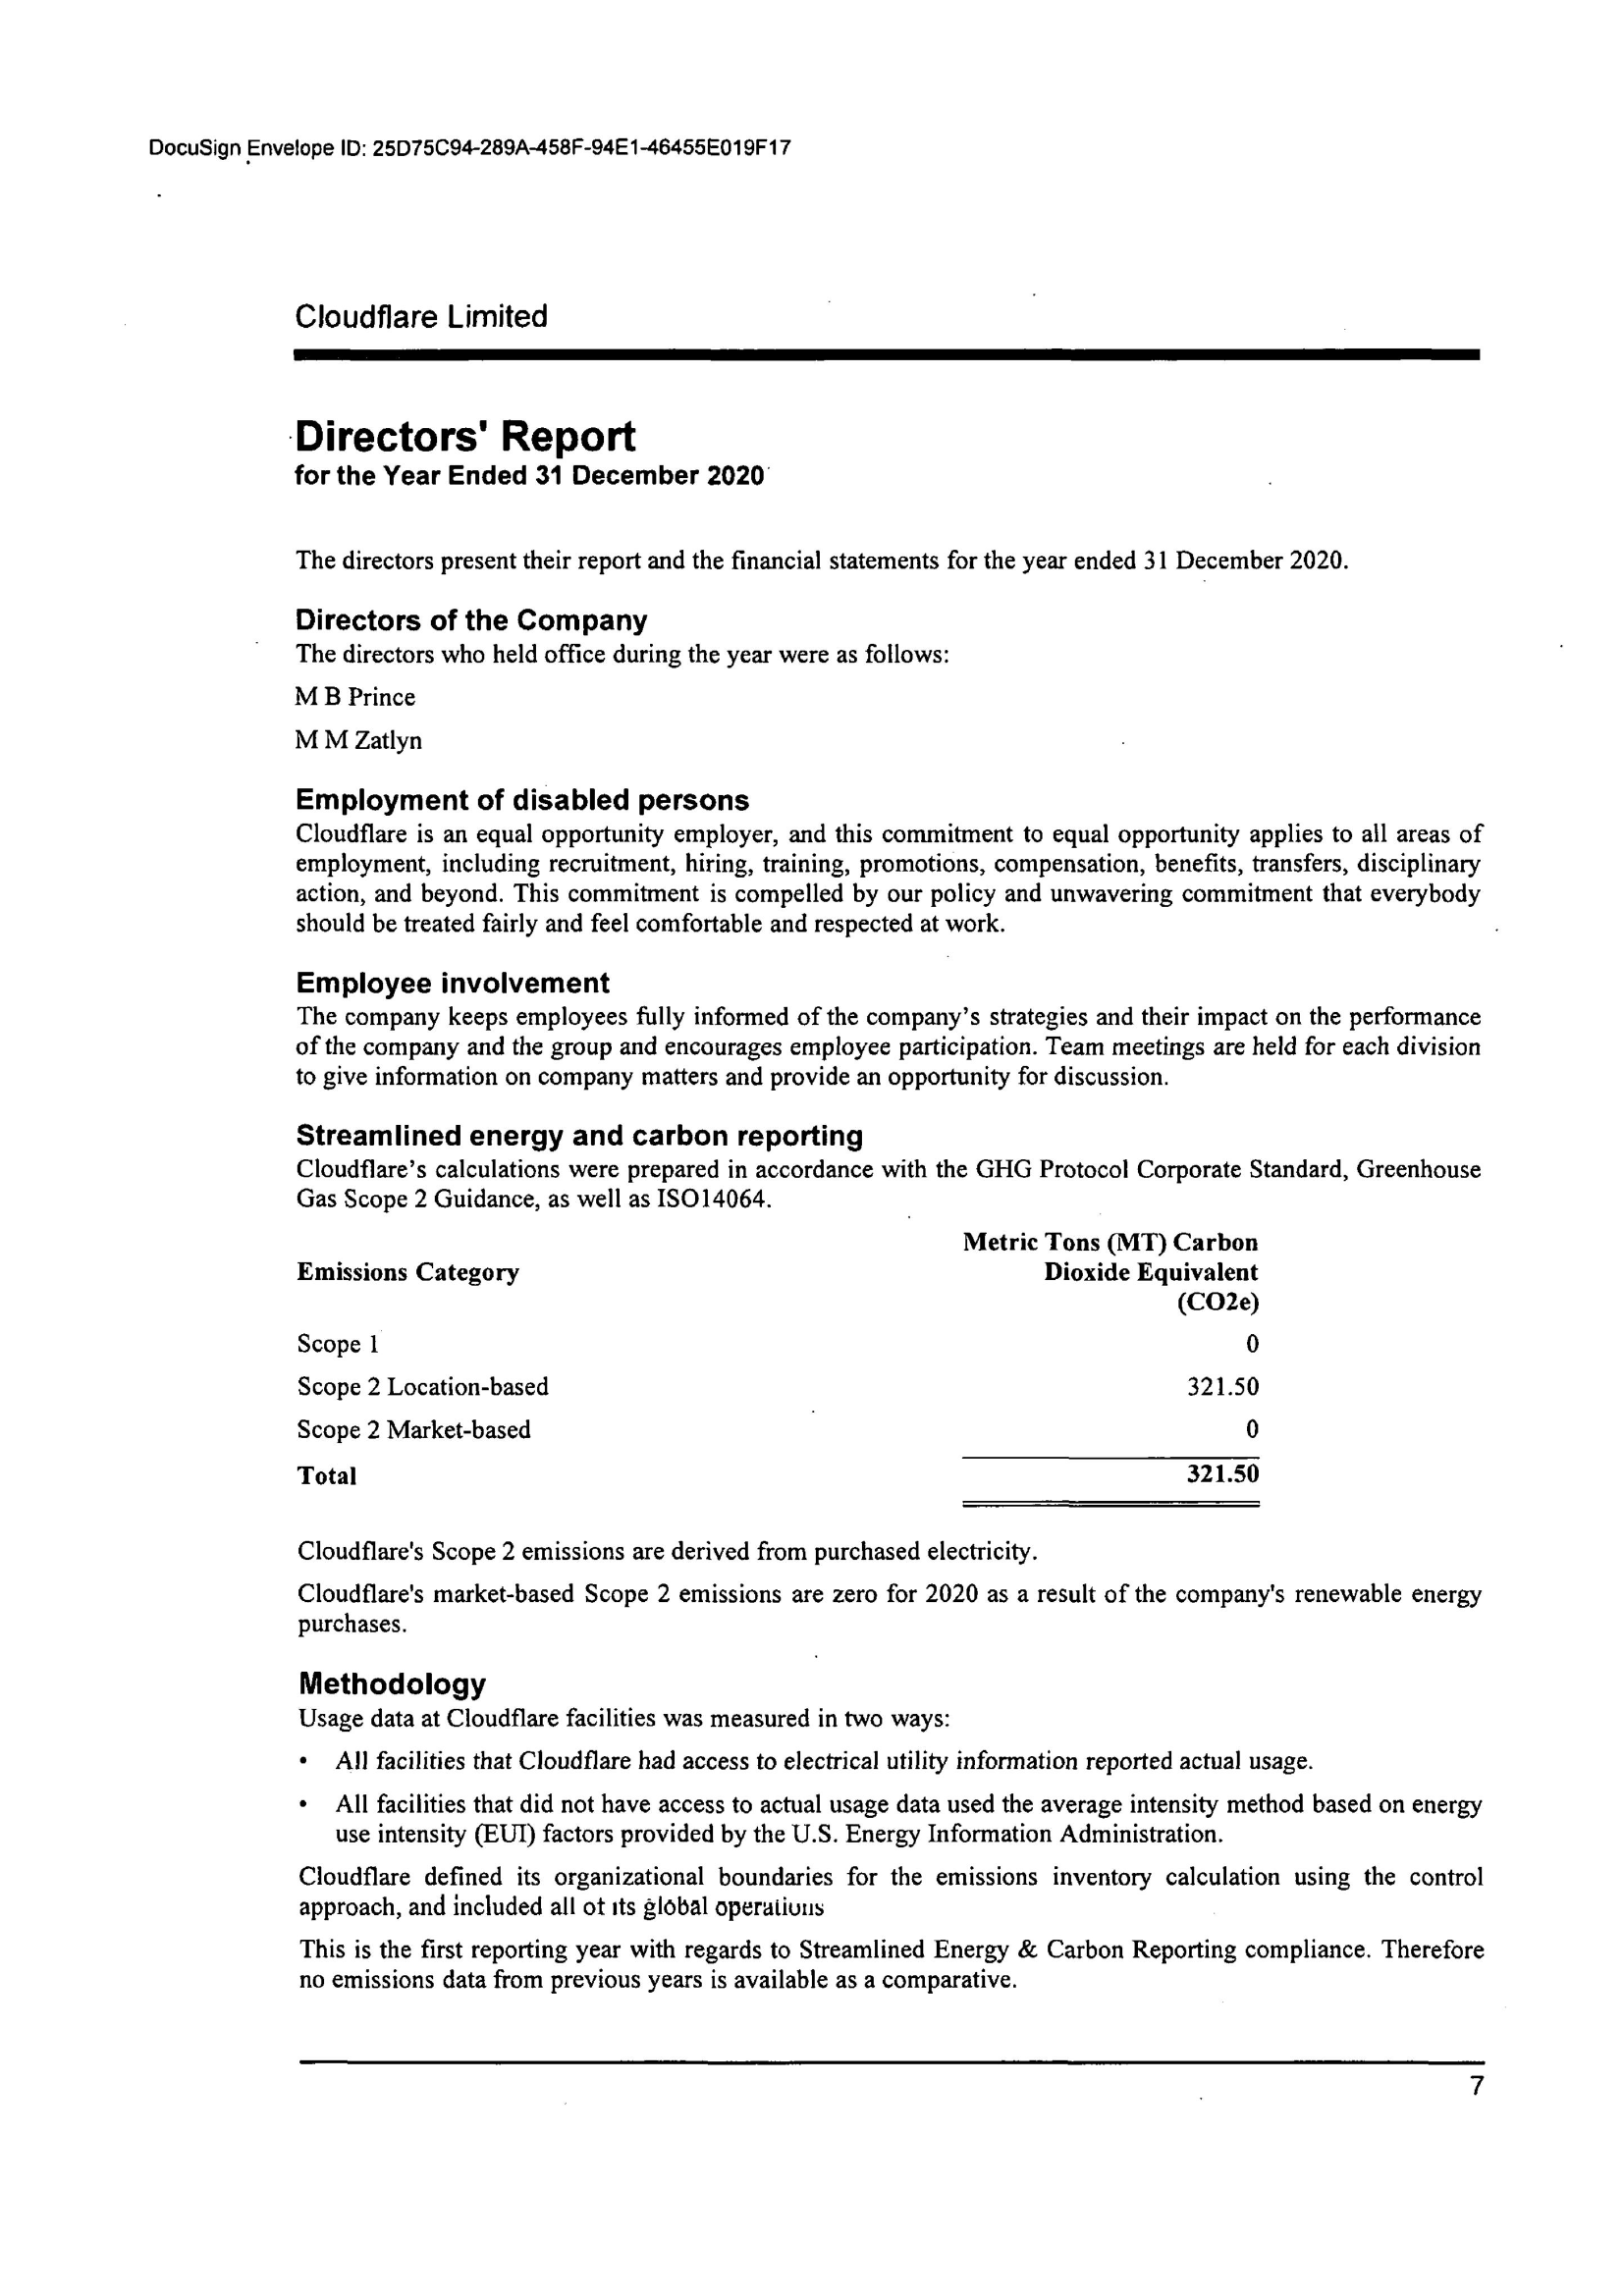 DocuSign Envelope ID: 25D75C94-289A-458F-94E1-46455E019F17
Cloudflare Limited
Directors' Report
for the Year Ended 31 December 2020
The directors present their report and the financial statements for the year ended 31 December 2020.
Directors of the Company
The directors who held office during the year were as follows:
M B Prince
M M Zatlyn
Employment of disabled persons
Cloudflare is an equal opportunity employer, and this commitment to equal opportunity applies to all areas of
employment, including recruitment, hiring, training, promotions, compensation, benefits, transfers, disciplinary
action, and beyond. This commitment is compelled by our policy and unwavering commitment that everybody
should be treated fairly and feel comfortable and respected at work.
Employee involvement
The company keeps employees fully informed of the company's strategies and their impact on the performance
of the company and the group and encourages employee participation. Team meetings are held for each division
to give information on company matters and provide an opportunity for discussion.
Streamlined energy and carbon reporting
Cloudflare's calculations were prepared in accordance with the GHG Protocol Corporate Standard, Greenhouse
Gas Scope 2 Guidance, as well as ISO14064.
Metric Tons (MT) Carbon
Emissions Category Dioxide Equivalent
(CO2e)
Scope 1 0
Scope 2 Location-based 321.50
Scope 2 Market-based 0
Total 321.50
Cloudflare's Scope 2 emissions are derived from purchased electricity.
Cloudflare's market-based Scope 2 emissions are zero for 2020 as a result of the company's renewable energy
purchases.
Methodology
Usage data at Cloudflare facilities was measured in two ways:
• All facilities that Cloudflare had access to electrical utility information reported actual usage.
• All facilities that did not have access to actual usage data used the average intensity method based on energy
use intensity (EUI) factors provided by the U.S. Energy Information Administration.
Cloudflare defined its organizational boundaries for the emissions inventory calculation using the control
approach, and included all of its global operations
This is the first reporting year with regards to Streamlined Energy & Carbon Reporting compliance. Therefore
no emissions data from previous years is available as a comparative.
7